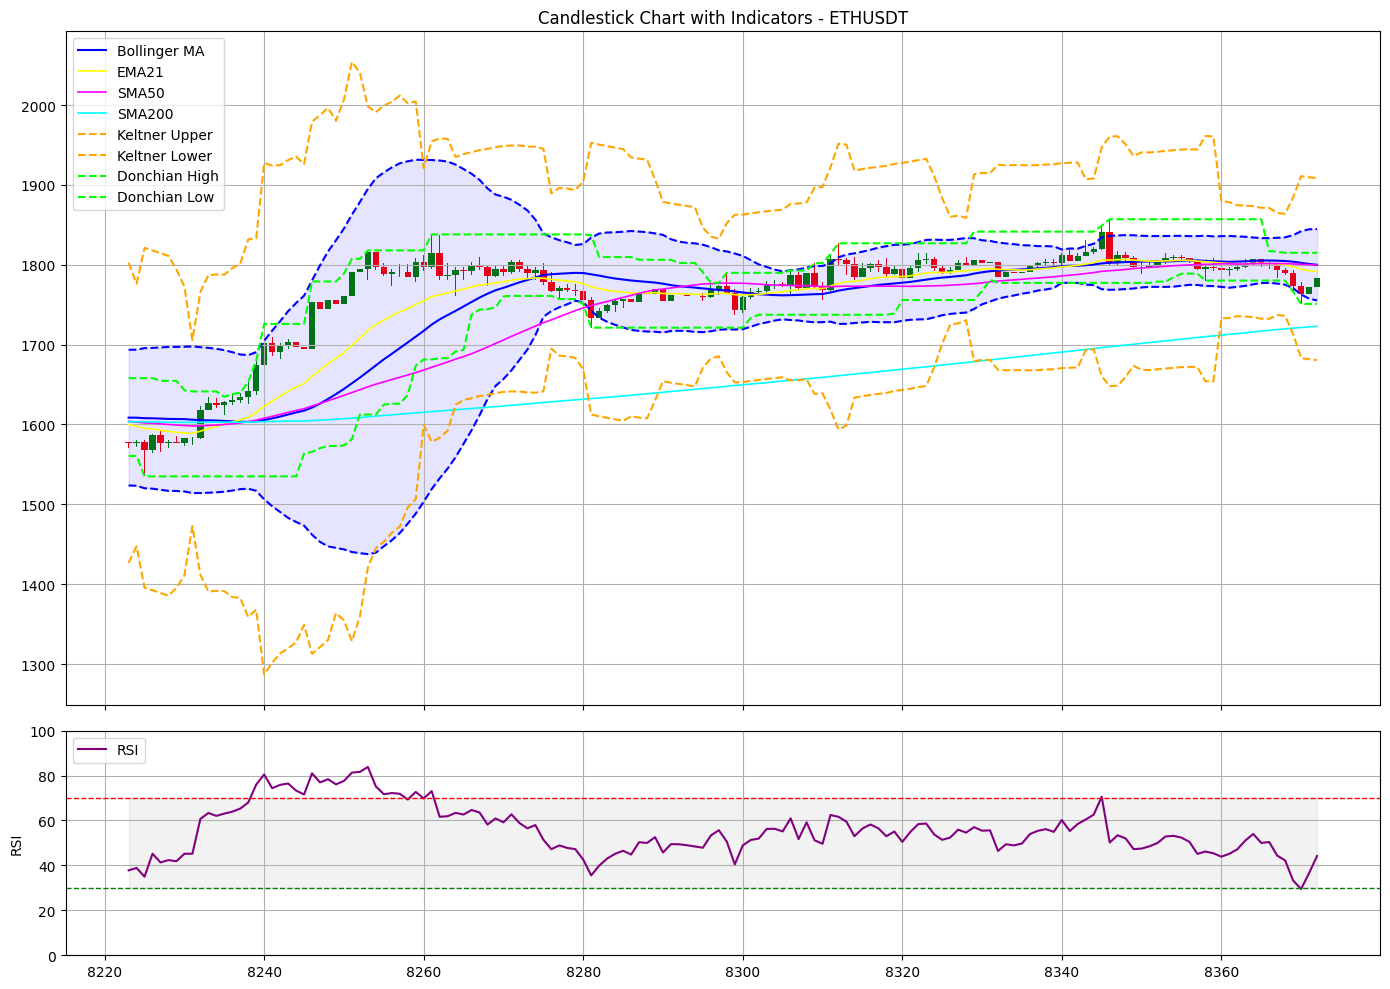 Candlestick Chart with Indicators - ETHUSDT
Bollinger MA
EMA21
SMA50
SMA200
Keltner Upper
Keltner Lower
Donchian High
Donchian Low
2000
1900
1800
1700
1600
1500
1400
1300
RSI
100
80
60
40
20
0
RSI
8220 8240 8260 8280 8300 8320 8340 8360